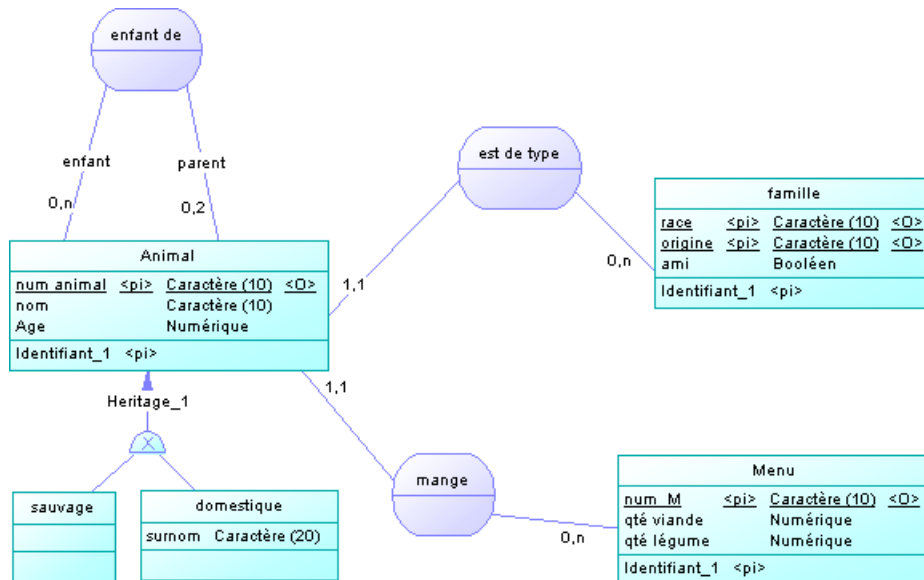 enfant de
enfant
parent
0,n
0,2
est de type
1,1
0,n
famille
race <pi> Caractère (10) <O>
origine <pi> Caractère (10) <O>
ami Booléen
Identifiant_1 <pi>
Animal
num animal <pi> Caractère (10) <O>
nom Caractère (10)
Age Numérique
Identifiant_1 <pi>
1,1
Heritage_1
sauvage
domestique
surnom Caractère (20)
mange
0,n
Menu
num_M <pi> Caractère (10) <O>
qté viande Numérique
qté légume Numérique
Identifiant_1 <pi>